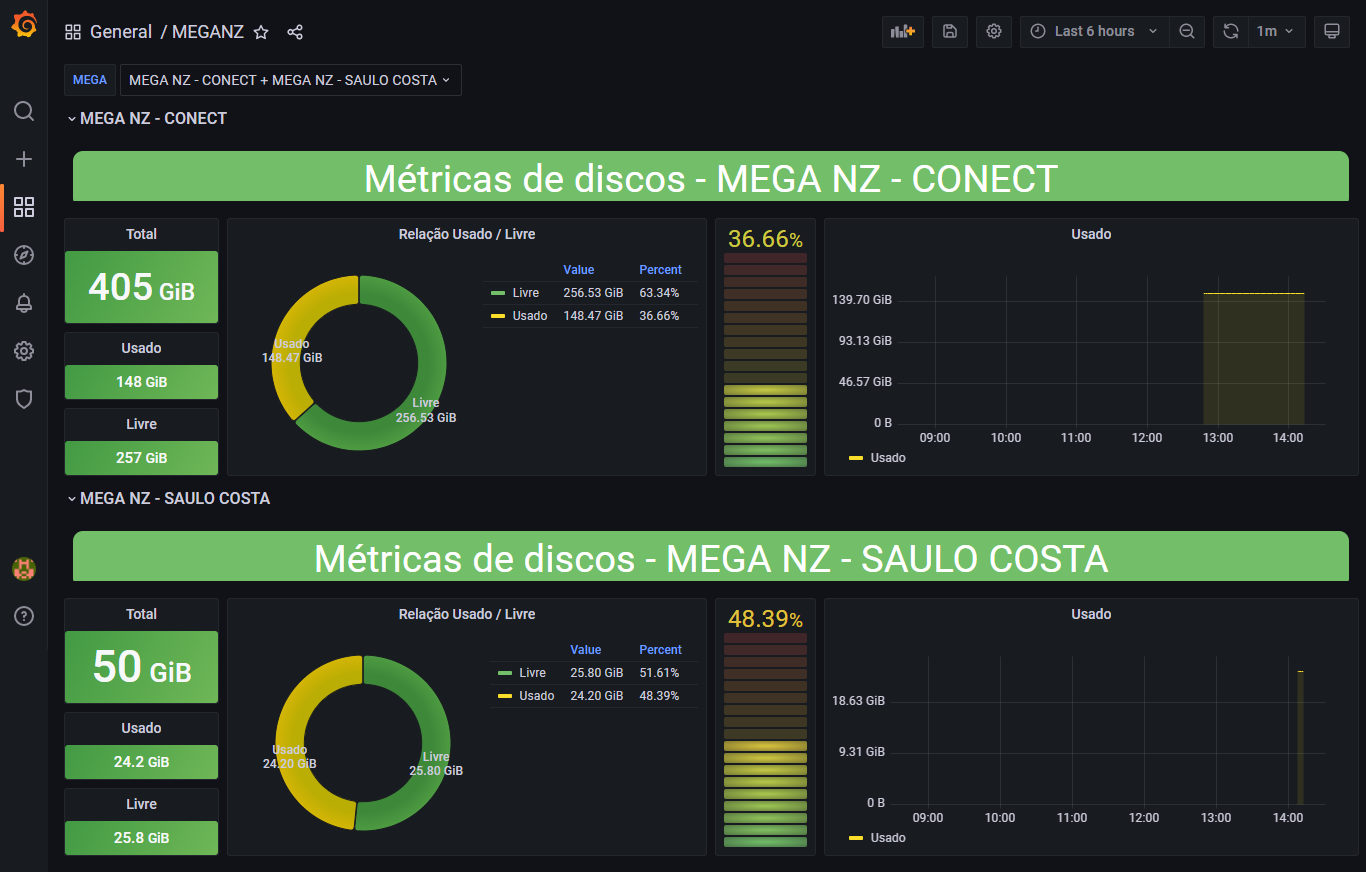 General / MEGANZ
Last 6 hours
1m
MEGA
MEGA NZ - CONECT + MEGA NZ - SAULO COSTA
MEGA NZ - CONECT
Métricas de discos - MEGA NZ - CONECT
Total
405 GiB
Usado
148 GiB
Livre
257 GiB
Relação Usado / Livre
Value Percent
Livre 256.53 GiB 63.34%
Usado 148.47 GiB 36.66%
Usado
148.47 GiB
Livre
256.53 GiB
36.66%
Usado
139.70 GiB
93.13 GiB
46.57 GiB
0 B
09:00 10:00 11:00 12:00 13:00 14:00
Usado
MEGA NZ - SAULO COSTA
Métricas de discos - MEGA NZ - SAULO COSTA
Total
50 GiB
Usado
24.2 GiB
Livre
25.8 GiB
Relação Usado / Livre
Value Percent
Livre 25.80 GiB 51.61%
Usado 24.20 GiB 48.39%
Usado
24.20 GiB
Livre
25.80 GiB
48.39%
Usado
18.63 GiB
9.31 GiB
0 B
09:00 10:00 11:00 12:00 13:00 14:00
Usado